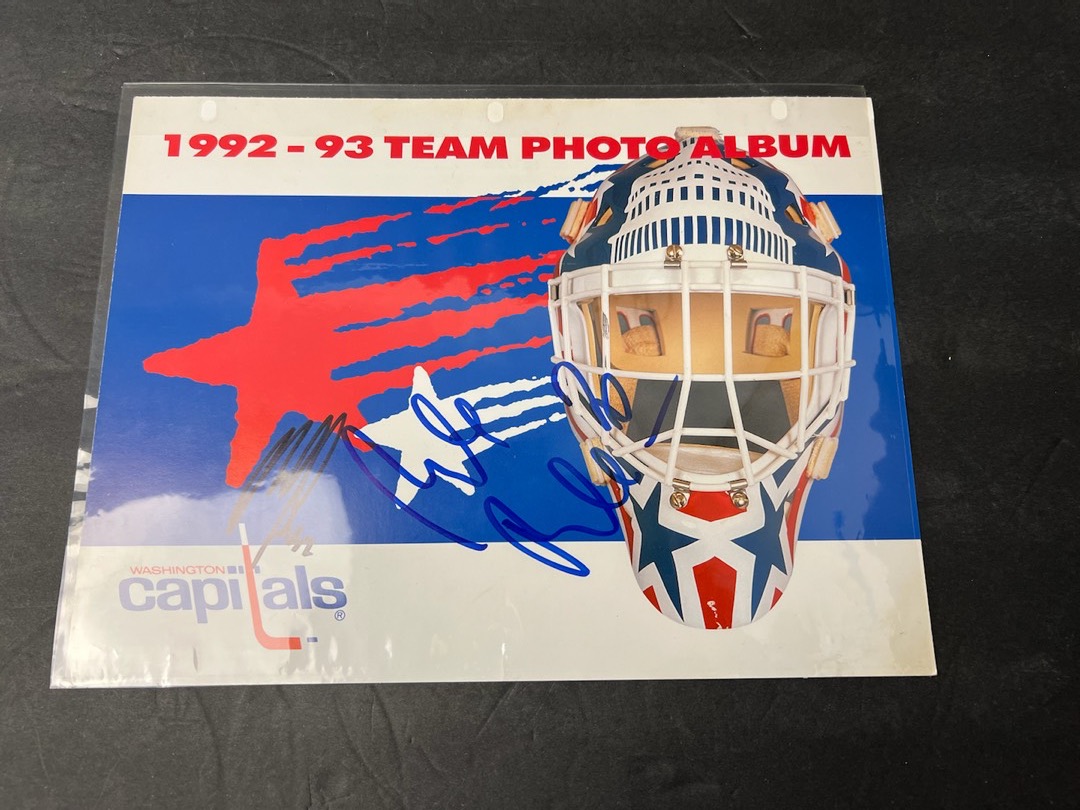 1992 - 93 TEAM PHOTO ALBUM
WASHINGTON
capitals®